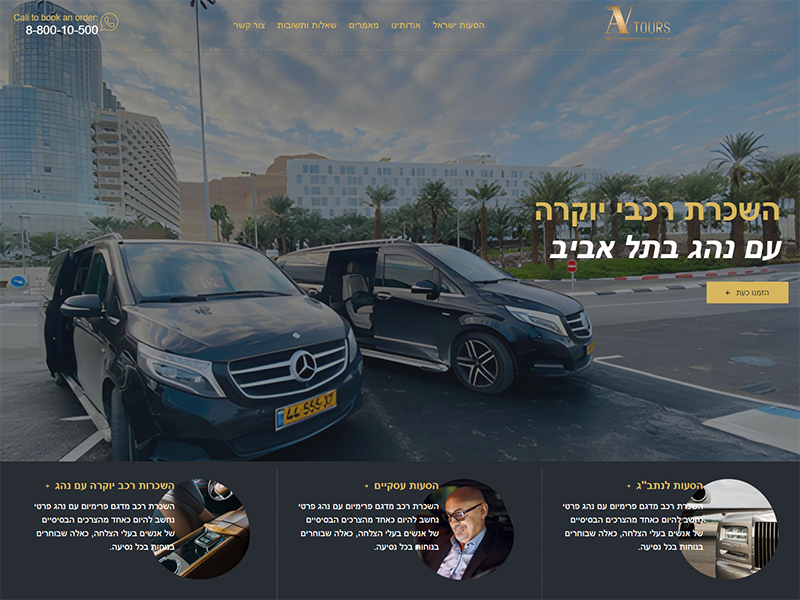 Call to book an order:
8-800-10-500
הסעות ישראל
אודותינו
מאמרים
שאלות ותשובות
צור קשר
AV TOURS
השכרת רכבי יוקרה
עם נהג בתל אביב
הזמנו כעת
הסעות לנתב"ג
השכרת רכב מדגם פרימיום עם נהג פרטי
נחשב להיום כאחד מהצרכים הבסיסיים
של אנשים בעלי הצלחה, כאלה שבוחרים
בנוחות בכל נסיעה.
הסעות עסקיים
השכרת רכב מדגם פרימיום עם נהג פרטי
נחשב להיום כאחד מהצרכים הבסיסיים
של אנשים בעלי הצלחה, כאלה שבוחרים
בנוחות בכל נסיעה.
השכרות רכב יוקרה עם נהג
השכרת רכב מדגם פרימיום עם נהג פרטי
נחשב להיום כאחד מהצרכים הבסיסיים
של אנשים בעלי הצלחה, כאלה שבוחרים
בנוחות בכל נסיעה.